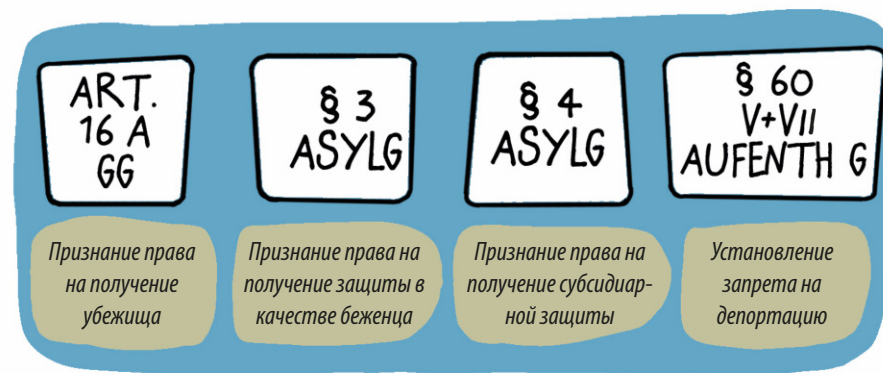 ART.
16 A
GG
§ 3
ASYLG
§ 4
ASYLG
§ 60
V+VII
AUFENTH G
Признание права
на получение
убежища
Признание права на
получение защиты в
качестве беженца
Признание права на
получение субсидиар-
ной защиты
Установление
запрета на
депортацию